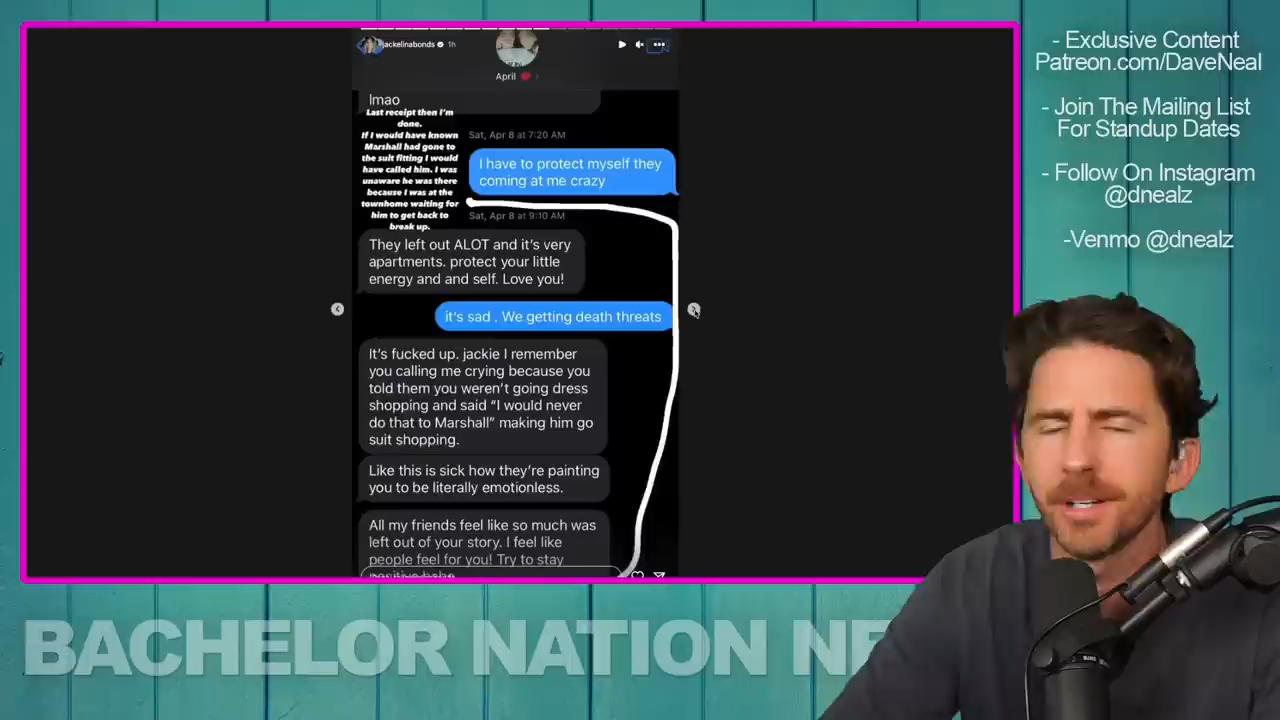 jackelinabonds 1h
April ❤️ ›
lmao
Last receipt then I'm
done.
If I would have known
Marshall had gone to
the suit fitting I would
have called him. I was
unaware he was there
because I was at the
townhome waiting for
him to get back to
break up.
Sat, Apr 8 at 7:20 AM
I have to protect myself they
coming at me crazy
Sat, Apr 8 at 9:10 AM
They left out ALOT and it's very
apartments. protect your little
energy and and self. Love you!
it's sad . We getting death threats
It's fucked up. jackie I remember
you calling me crying because you
told them you weren't going dress
shopping and said “I would never
do that to Marshall” making him go
suit shopping.
Like this is sick how they're painting
you to be literally emotionless.
All my friends feel like so much was
left out of your story. I feel like
people feel for you! Try to stay
- Exclusive Content
Patreon.com/DaveNeal
- Join The Mailing List
For Standup Dates
- Follow On Instagram
@dnealz
-Venmo @dnealz
BACHELOR NATION NE